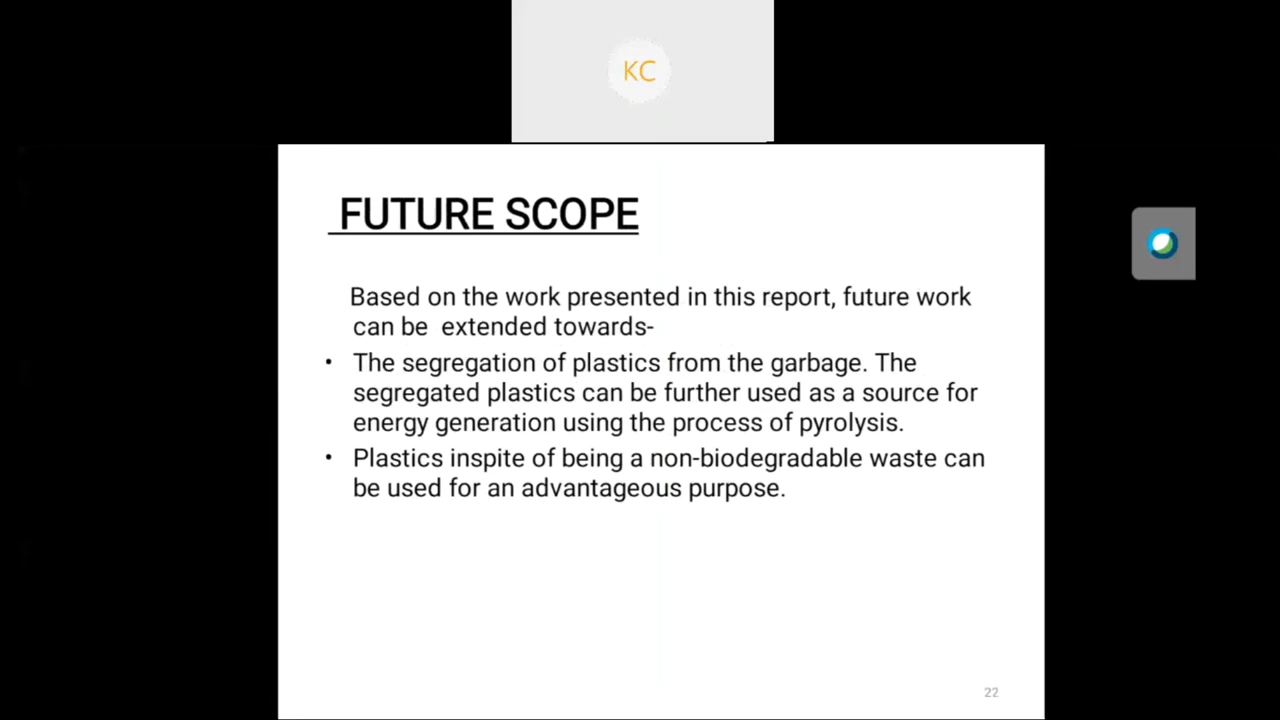 KC
FUTURE SCOPE
Based on the work presented in this report, future work
can be  extended towards-
• The segregation of plastics from the garbage. The
segregated plastics can be further used as a source for
energy generation using the process of pyrolysis.
• Plastics inspite of being a non-biodegradable waste can
be used for an advantageous purpose.
22